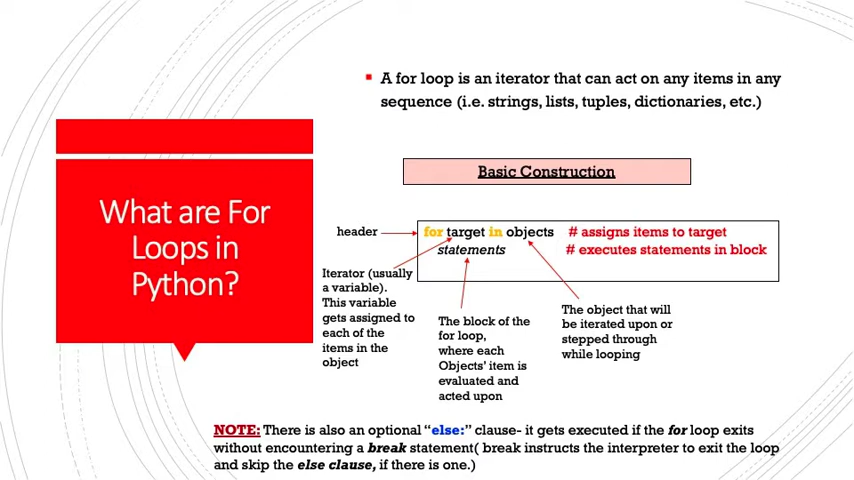 What are For
Loops in
Python?
▪ A for loop is an iterator that can act on any items in any
sequence (i.e. strings, lists, tuples, dictionaries, etc.)
Basic Construction
header
for target in objects # assigns items to target
statements # executes statements in block
Iterator (usually
a variable).
This variable
gets assigned to
each of the
items in the
object
The block of the
for loop,
where each
Objects' item is
evaluated and
acted upon
The object that will
be iterated upon or
stepped through
while looping
NOTE: There is also an optional “else:” clause- it gets executed if the for loop exits
without encountering a break statement( break instructs the interpreter to exit the loop
and skip the else clause, if there is one.)